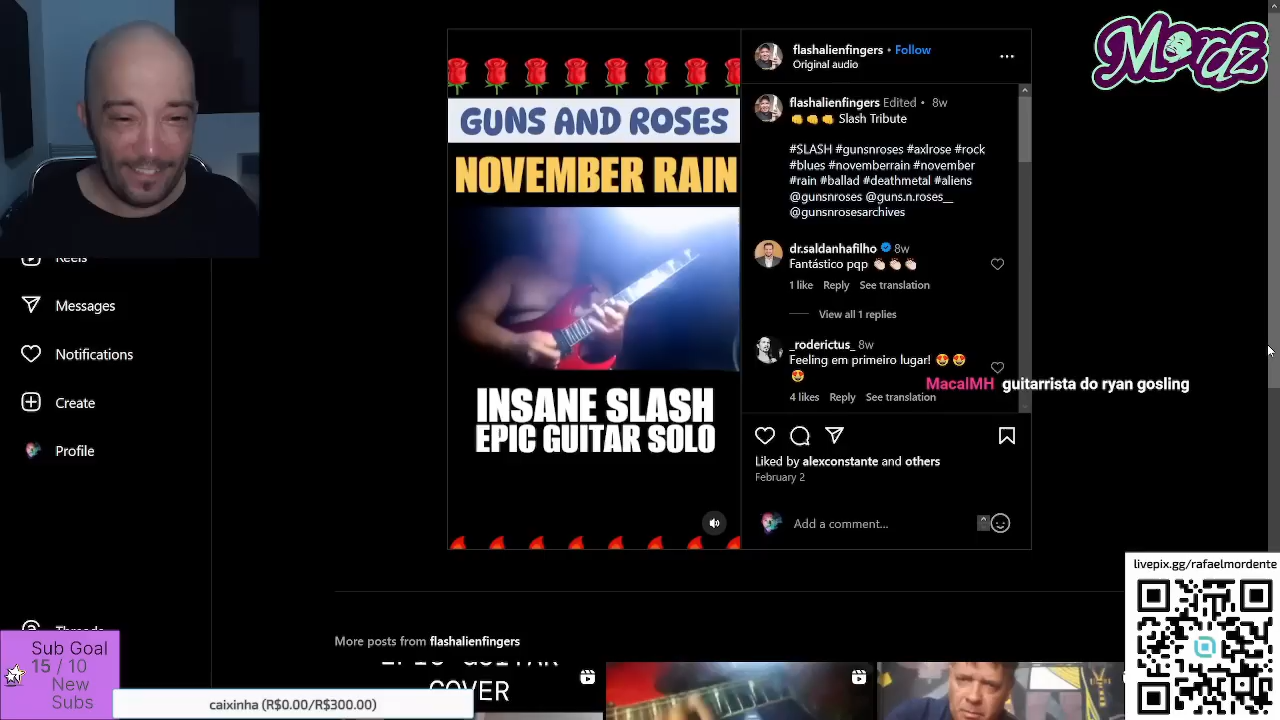 Mordz
flashalienfingers • Follow
Original audio
flashalienfingers Edited • 8w
👊👊👊 Slash Tribute
#SLASH #gunsnroses #axlrose #rock
#blues #novemberrain #november
#rain #ballad #deathmetal #aliens
@gunsnroses @guns.n.roses__
@gunsnrosesarchives
dr.saldanhafilho 8w
Fantástico pqp 👏🏻👏🏻👏🏻
1 like Reply See translation
View all 1 replies
_roderictus_ 8w
Feeling em primeiro lugar! 😍😍
😍
4 likes Reply See translation
MacalMH guitarrista do ryan gosling
Liked by alexconstante and others
February 2
Add a comment...
GUNS AND ROSES
NOVEMBER RAIN
INSANE SLASH
EPIC GUITAR SOLO
Reels
Messages
Notifications
Create
Profile
Threads
More posts from flashalienfingers
EPIC GUITAR
COVER
Sub Goal
15 / 10
New
Subs
caixinha (R$0.00/R$300.00)
livepix.gg/rafaelmordente